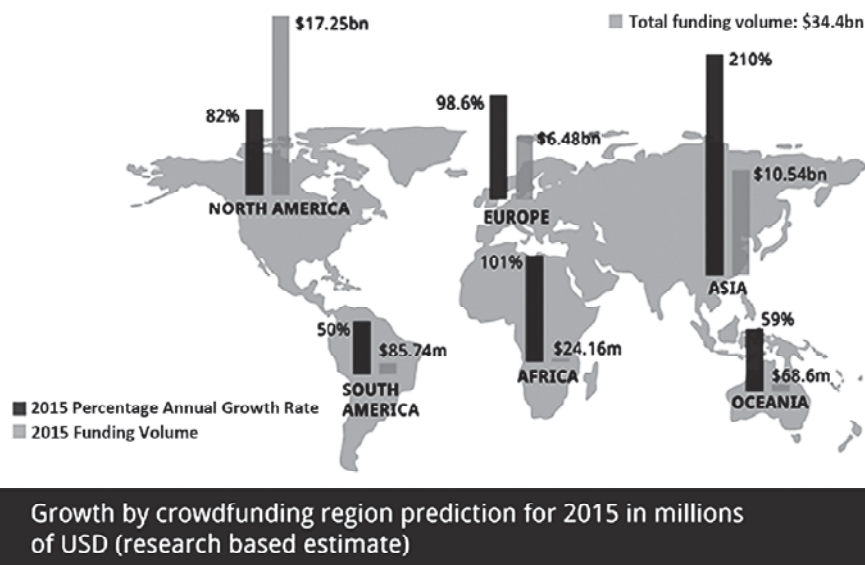 $17.25bn
Total funding volume: $34.4bn
82%
NORTH AMERICA
98.6%
$6.48bn
EUROPE
210%
$10.54bn
ASIA
101%
$24.16m
AFRICA
50%
$85.74m
SOUTH
AMERICA
59%
$68.6m
OCEANIA
2015 Percentage Annual Growth Rate
2015 Funding Volume
Growth by crowdfunding region prediction for 2015 in millions
of USD (research based estimate)